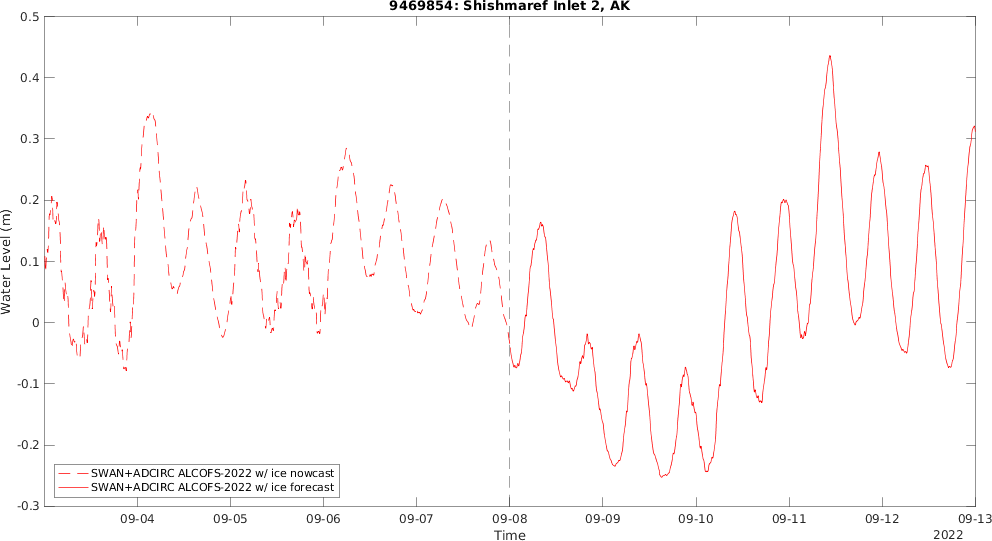 9469854: Shishmaref Inlet 2, AK
0.5
0.4
0.3
0.2
0.1
0
-0.1
-0.2
-0.3
Water Level (m)
SWAN+ADCIRC ALCOFS-2022 w/ ice nowcast
SWAN+ADCIRC ALCOFS-2022 w/ ice forecast
09-04 09-05 09-06 09-07 09-08 09-09 09-10 09-11 09-12 09-13
Time
2022